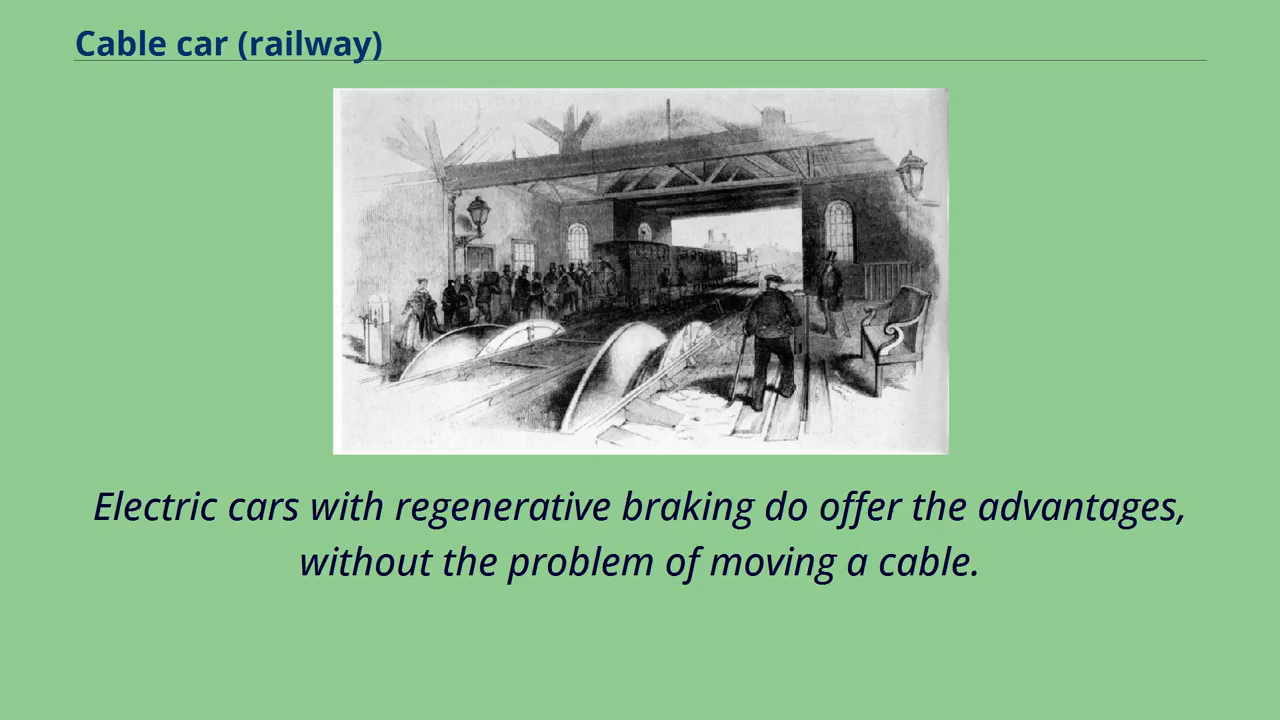 Cable car (railway)
Electric cars with regenerative braking do offer the advantages,
without the problem of moving a cable.